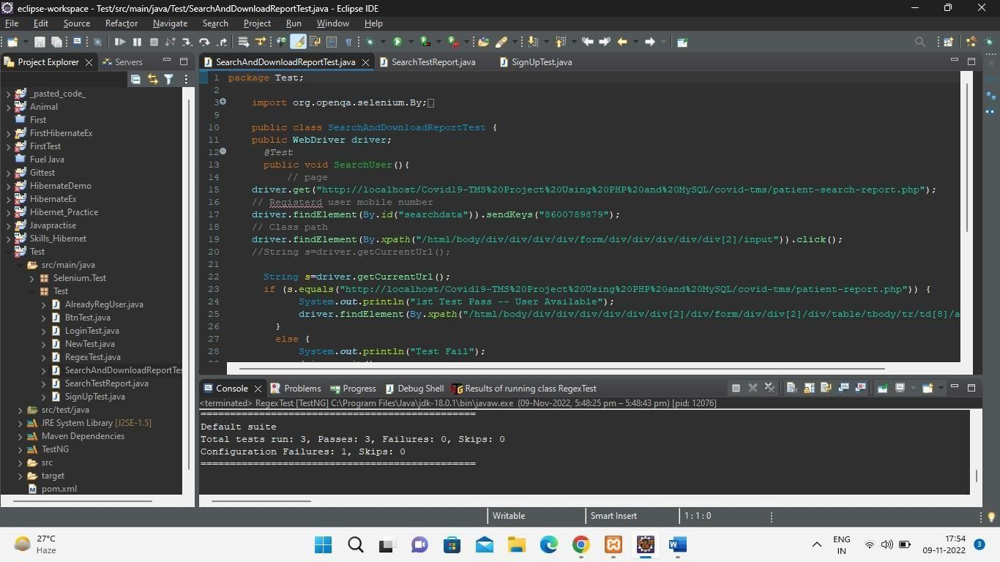 eclipse-workspace - Test/src/main/java/Test/SearchAndDownloadReportTest.java - Eclipse IDE
File Edit Source Refactor Navigate Search Project Run Window Help
Project Explorer
Servers
_pasted_code_
Animal
First
FirstHibernateEx
FirstTest
Fuel Java
Gittest
HibernateDemo
HibernateEx
Hibernet_Practice
Javapractise
Skills_Hibernet
Test
src/main/java
Selenium.Test
Test
AlreadyRegUser.java
BtnTest.java
LoginTest.java
NewTest.java
RegexTest.java
SearchAndDownloadReportTes
SearchTestReport.java
SignUpTest.java
src/test/java
JRE System Library [J2SE-1.5]
Maven Dependencies
TestNG
src
target
pom.xml
SearchAndDownloadReportTest.java
SearchTestReport.java
SignUpTest.java
1 package Test;
2
3 import org.openqa.selenium.By;
9
10 public class SearchAndDownloadReportTest {
11 public WebDriver driver;
12 @Test
13 public void SearchUser(){
14 // page
15 driver.get("http://localhost/Covid19-TMS%20Project%20Using%20PHP%20and%20MySQL/covid-tms/patient-search-report.php");
16 // Registerd user mobile number
17 driver.findElement(By.id("searchdata")).sendKeys("8600789879");
18 // Class path
19 driver.findElement(By.xpath("/html/body/div/div/div/div/form/div/div/div/div/div[2]/input")).click();
20 //String s=driver.getCurrentUrl();
21
22 String s=driver.getCurrentUrl();
23 if (s.equals("http://localhost/Covid19-TMS%20Project%20Using%20PHP%20and%20MySQL/covid-tms/patient-report.php")) {
24 System.out.println("1st Test Pass -- User Available");
25 driver.findElement(By.xpath("/html/body/div/div/div/div/div/div[2]/div/form/div/div[2]/div/table/tbody/tr/td[8]/a
26 }
27 else {
28 System.out.println("Test Fail");
Console
Problems
Progress
Debug Shell
Results of running class RegexTest
<terminated> RegexTest [TestNG] C:\Program Files\Java\jdk-18.0.1\bin\javaw.exe (09-Nov-2022, 5:48:25 pm – 5:48:43 pm) [pid: 12076]
===============================================
Default suite
Total tests run: 3, Passes: 3, Failures: 0, Skips: 0
Configuration Failures: 1, Skips: 0
===============================================
Writable
Smart Insert
1 : 1 : 0
27°C
Haze
ENG
IN
17:54
09-11-2022
3